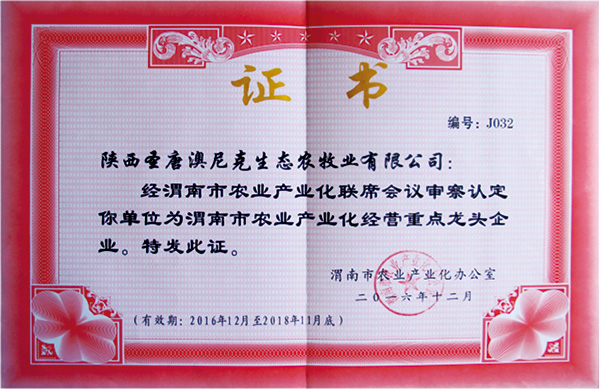 证书
编号：J032
陕西圣唐澳尼克生态农牧业有限公司：
经渭南市农业产业化联席会议审察认定
你单位为渭南市农业产业化经营重点龙头企
业。特发此证。
渭南市农业产业化办公室
二〇一六年十二月
（有效期：2016年12月至2018年11月底）